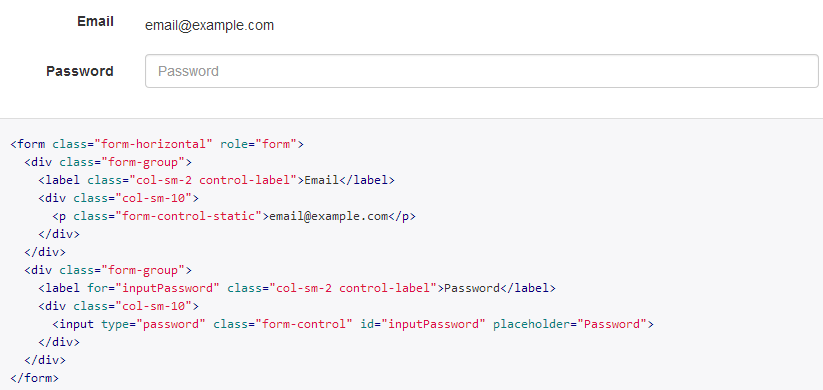 Email email@example.com
Password Password
<form class="form-horizontal" role="form">
  <div class="form-group">
    <label class="col-sm-2 control-label">Email</label>
    <div class="col-sm-10">
      <p class="form-control-static">email@example.com</p>
    </div>
  </div>
  <div class="form-group">
    <label for="inputPassword" class="col-sm-2 control-label">Password</label>
    <div class="col-sm-10">
      <input type="password" class="form-control" id="inputPassword" placeholder="Password">
    </div>
  </div>
</form>